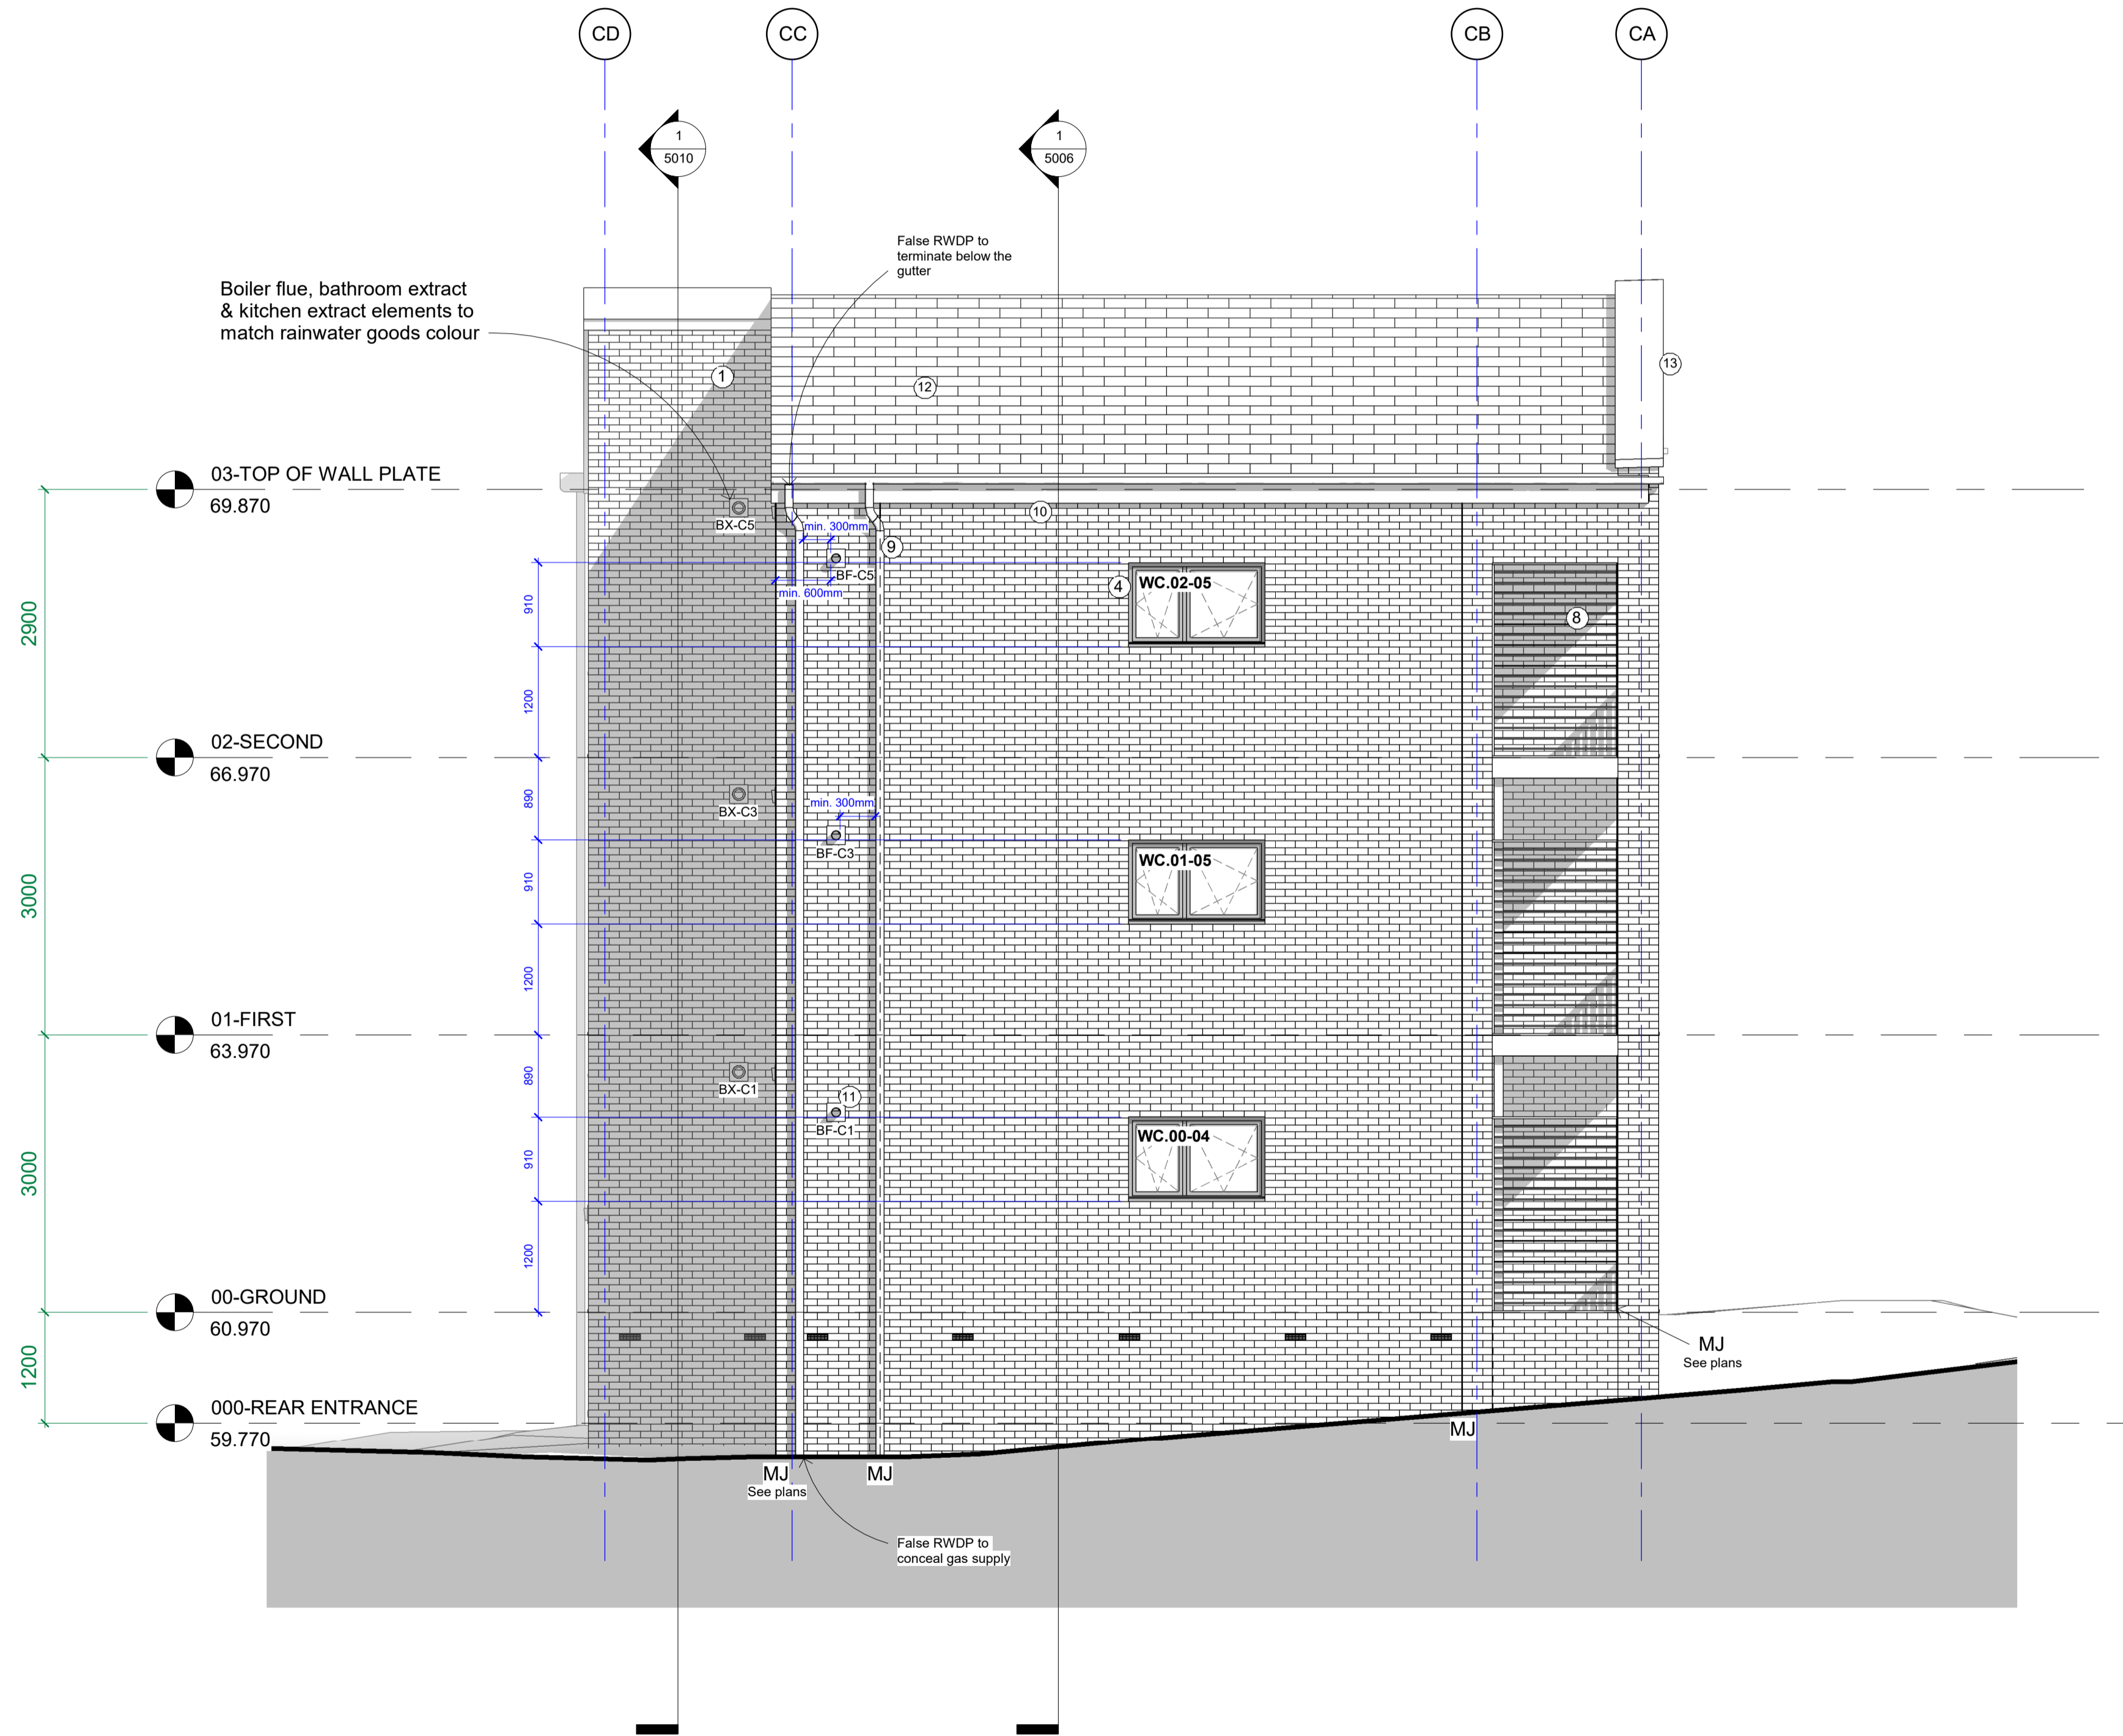 CD
CC
CB
CA
1
5010
1
5006
False RWDP to
terminate below the
gutter
Boiler flue, bathroom extract
& kitchen extract elements to
match rainwater goods colour
1
12
13
03-TOP OF WALL PLATE
69.870
BX-C5
min. 300mm
10
9
BF-C5
min. 600mm
4
WC.02-05
8
2900
910
1200
02-SECOND
66.970
890
BX-C3
min. 300mm
BF-C3
WC.01-05
3000
910
1200
01-FIRST
63.970
890
BX-C1
11
BF-C1
WC.00-04
3000
910
1200
00-GROUND
60.970
MJ
See plans
1200
000-REAR ENTRANCE
59.770
MJ
MJ
See plans
MJ
False RWDP to
conceal gas supply